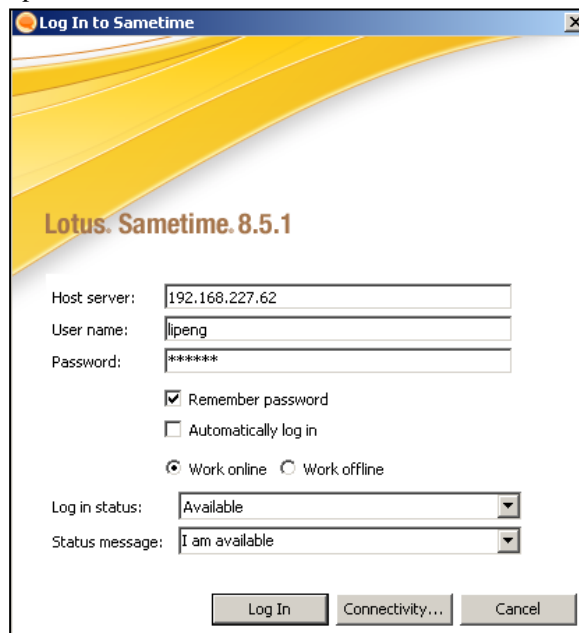 Log In to Sametime
Lotus. Sametime. 8.5.1
Host server: 192.168.227.62
User name: lipeng
Password: ******
Remember password
Automatically log in
Work online Work offline
Log in status: Available
Status message: I am available
Log In Connectivity... Cancel